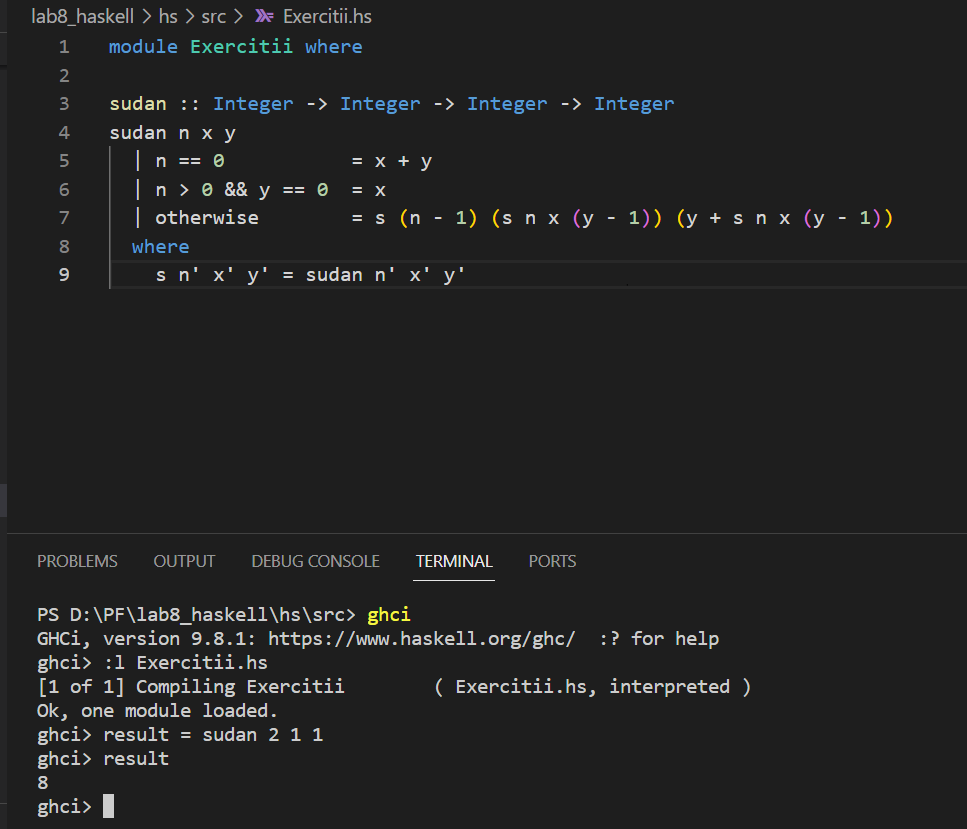 lab8_haskell > hs > src > Exercitii.hs
1 module Exercitii where
2
3 sudan :: Integer -> Integer -> Integer -> Integer
4 sudan n x y
5   | n == 0           = x + y
6   | n > 0 && y == 0  = x
7   | otherwise        = s (n - 1) (s n x (y - 1)) (y + s n x (y - 1))
8   where
9     s n' x' y' = sudan n' x' y'
PROBLEMS OUTPUT DEBUG CONSOLE TERMINAL PORTS
PS D:\PF\lab8_haskell\hs\src> ghci
GHCi, version 9.8.1: https://www.haskell.org/ghc/  :? for help
ghci> :l Exercitii.hs
[1 of 1] Compiling Exercitii        ( Exercitii.hs, interpreted )
Ok, one module loaded.
ghci> result = sudan 2 1 1
ghci> result
8
ghci>